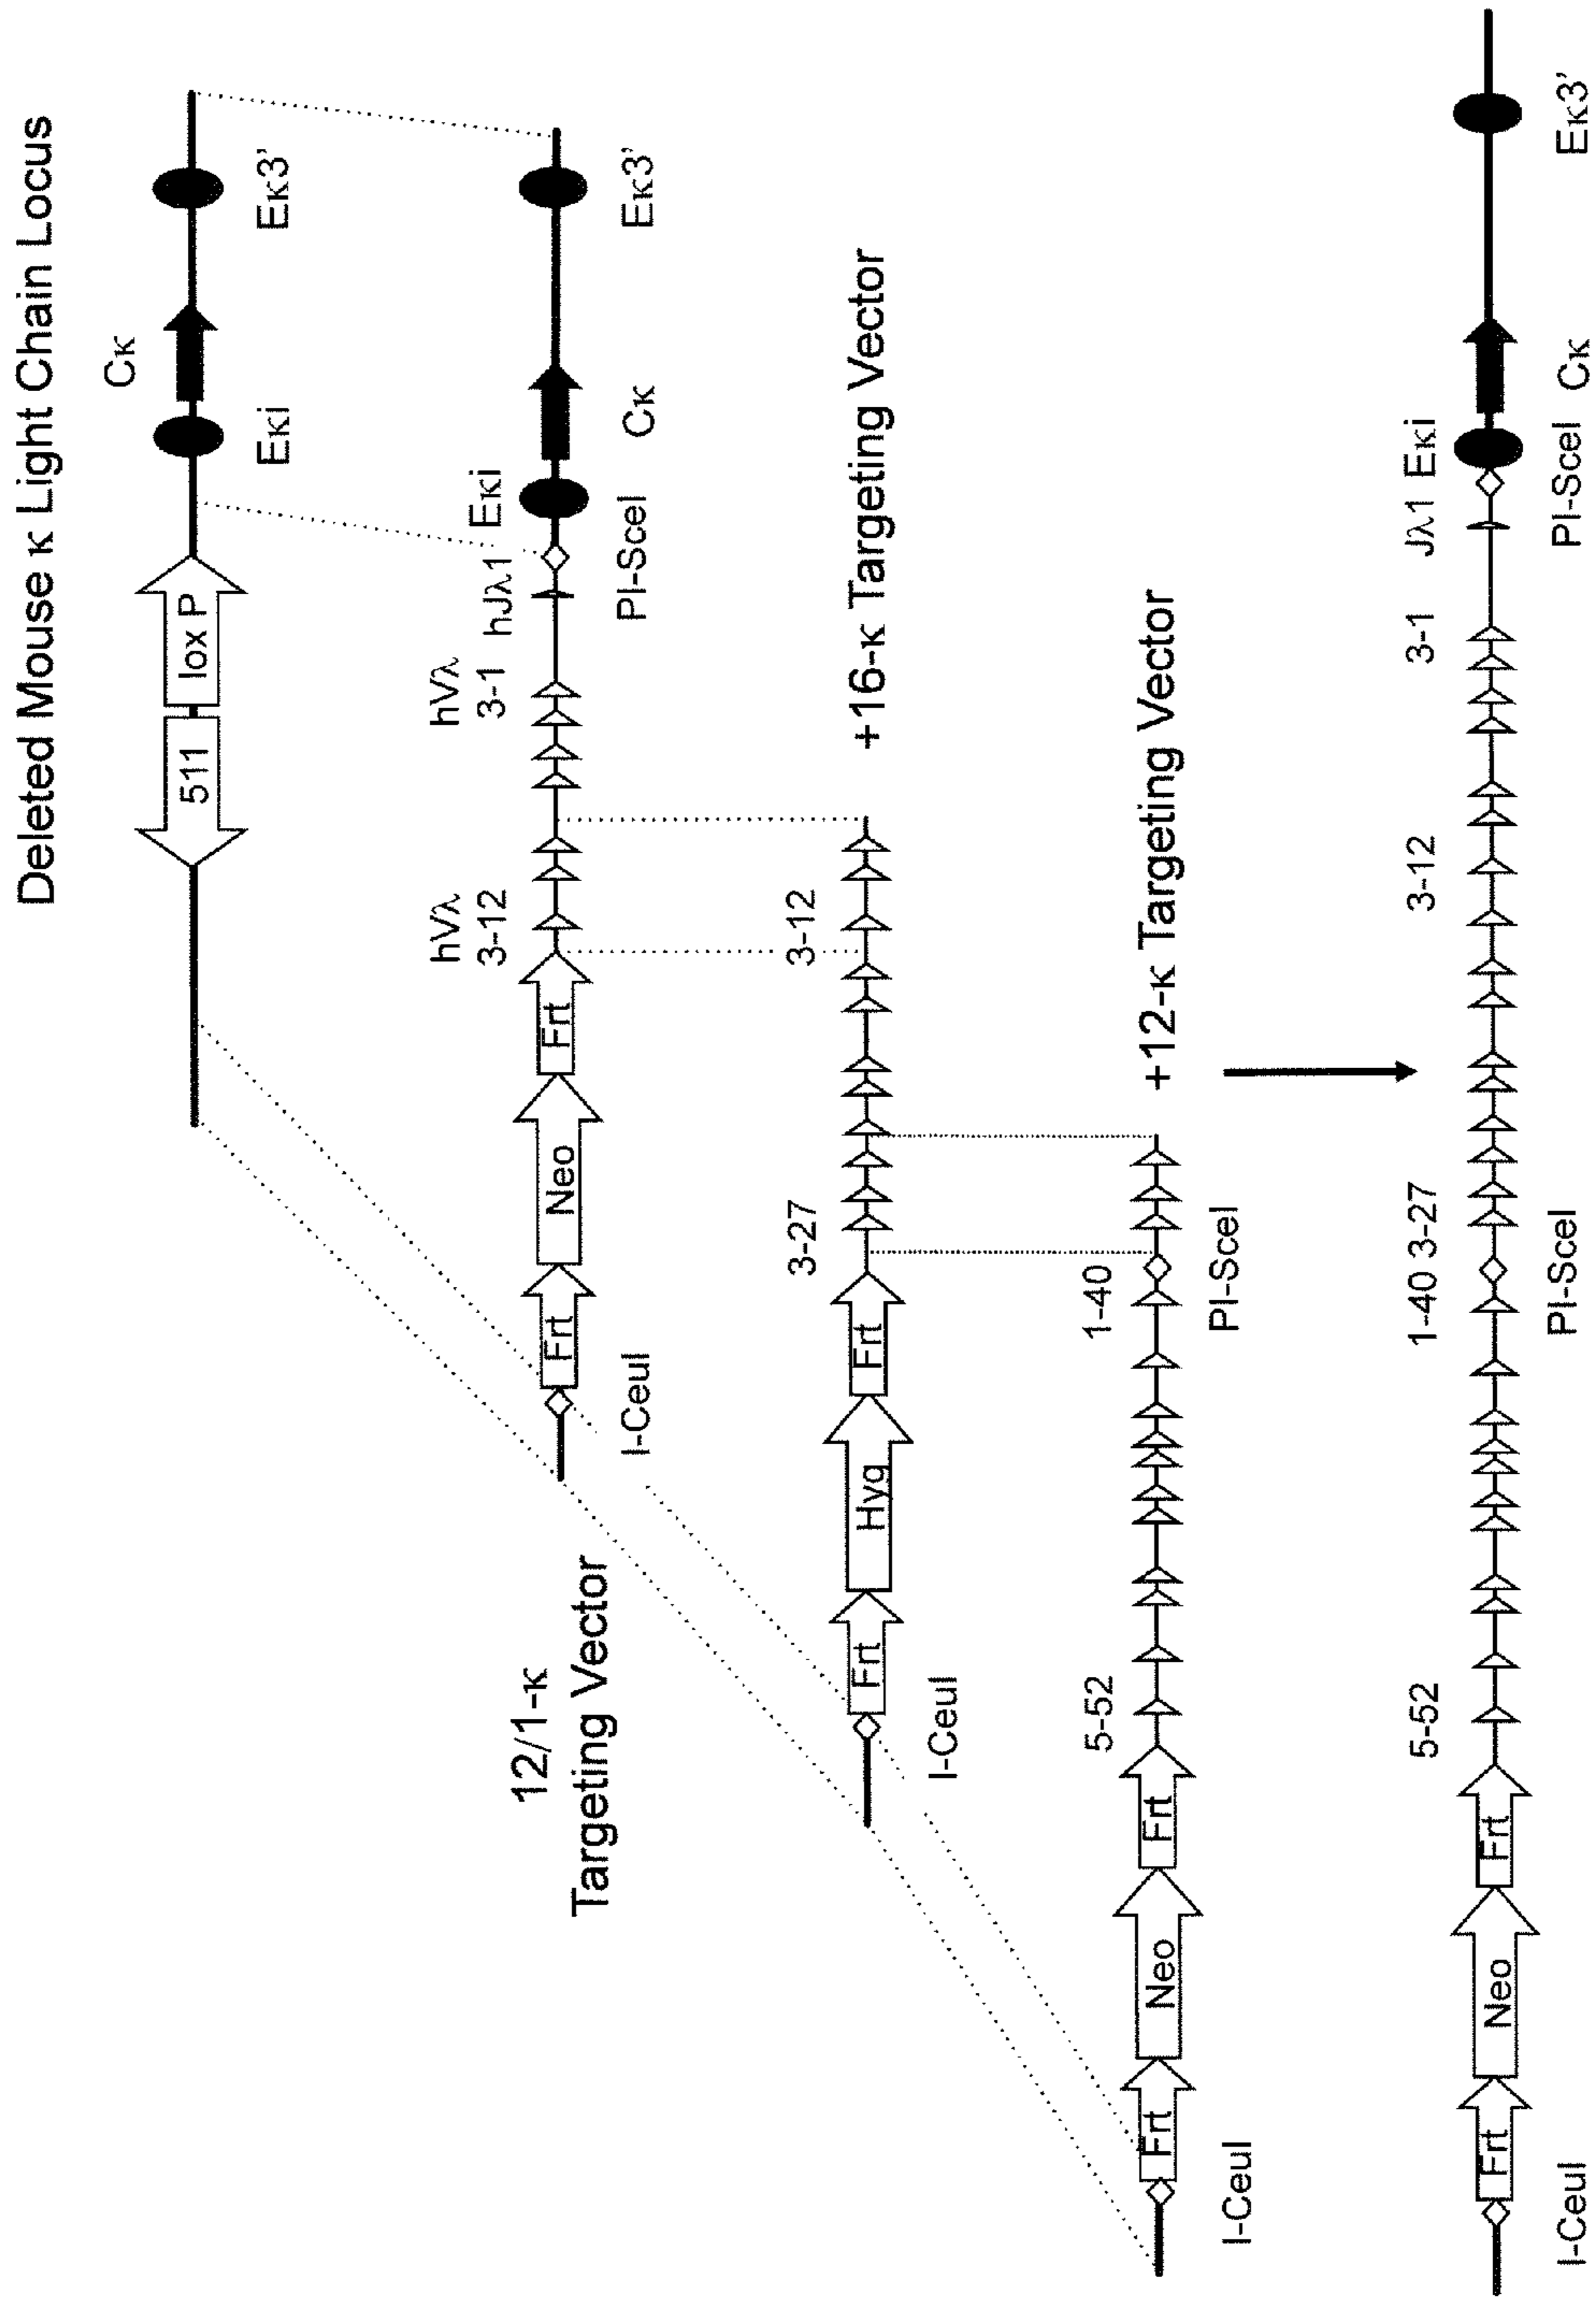 Deleted Mouse κ Light Chain Locus
511
lox P
Eκi
Cκ
Eκ3'
12/1-κ
Targeting Vector
I-CeuI
Frt
Neo
Frt
hVλ
3-12
hVλ
3-1
hJλ1
PI-SceI
Eκi
Cκ
Eκ3'
+16-κ Targeting Vector
I-CeuI
Frt
Hyg
Frt
3-27
3-12
+12-κ Targeting Vector
I-CeuI
Frt
Neo
Frt
5-52
1-40
PI-SceI
I-CeuI
Frt
Neo
Frt
5-52
1-40 3-27
PI-SceI
3-12
3-1
Jλ1
Eκi
PI-SceI
Cκ
Eκ3'